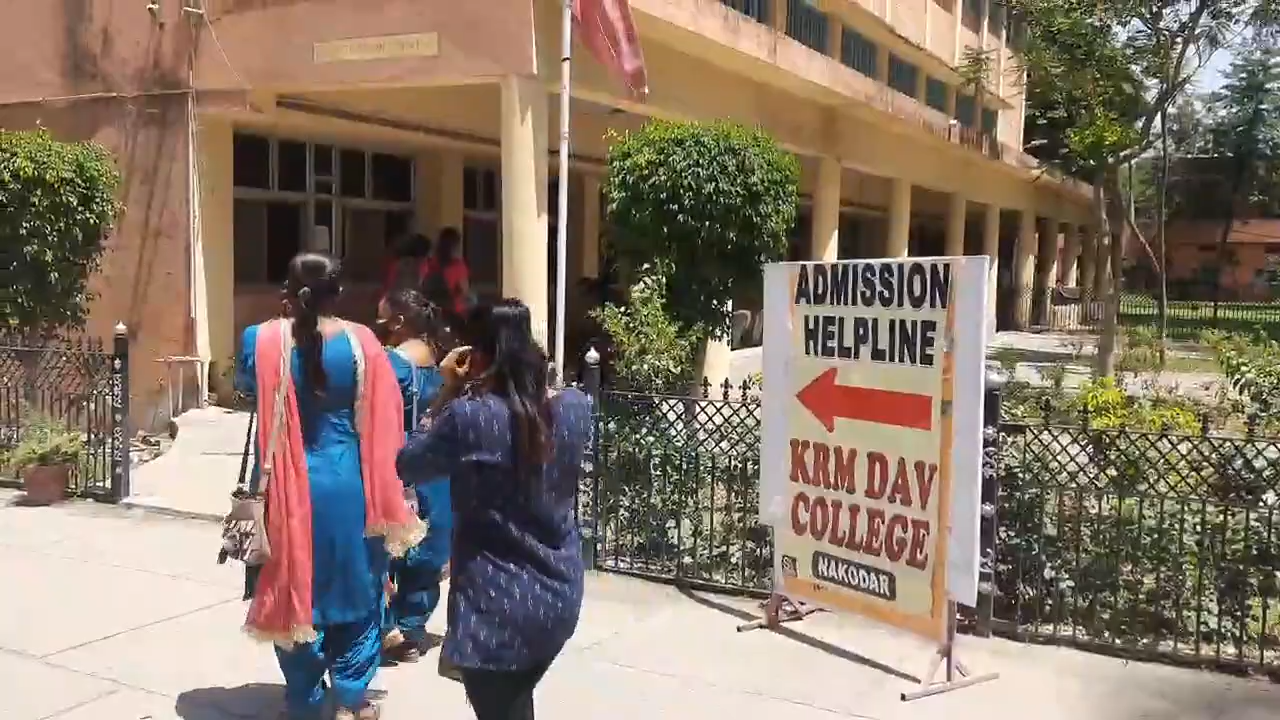 ADMISSION
HELPLINE
KRM DAV
COLLEGE
NAKODAR